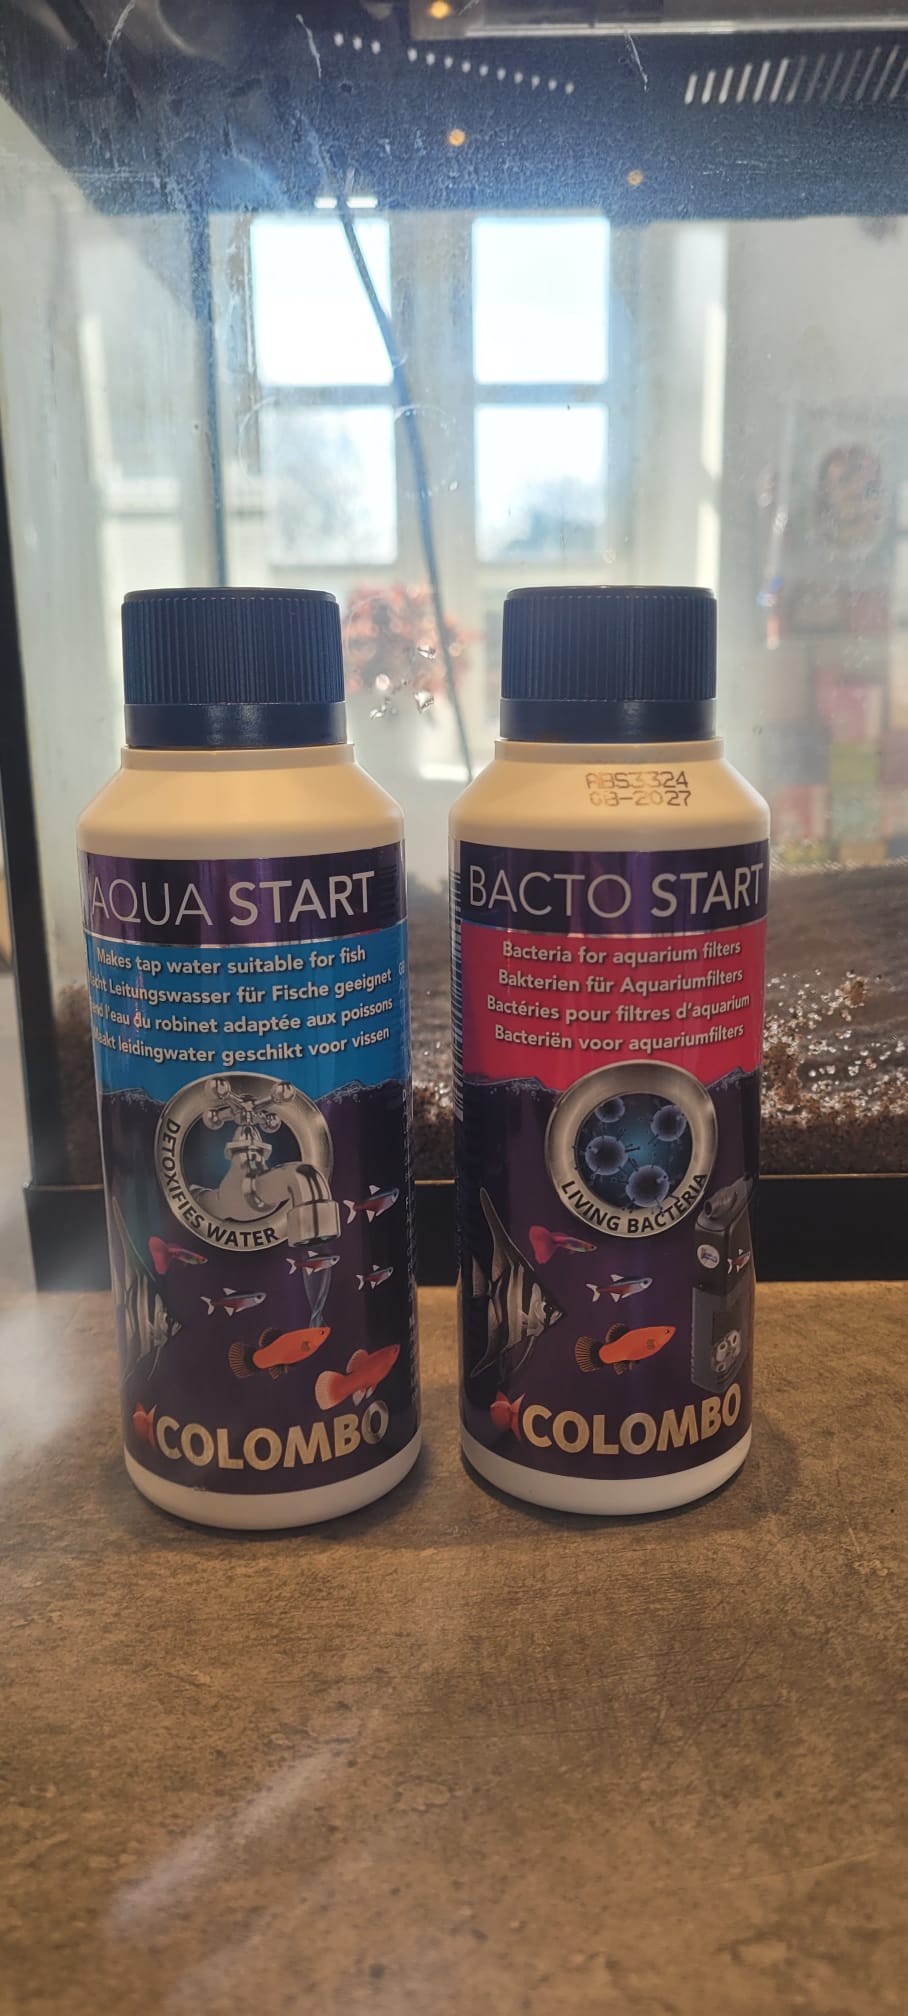 AQUA START
Makes tap water suitable for fish
Leitungswasser für Fische geeignet
l'eau du robinet adaptée aux poissons
leidingwater geschikt voor vissen
DETOXIFIES WATER
COLOMBO
ABS3324
08-2027
BACTO START
Bacteria for aquarium filters
Bakterien für Aquariumfilters
Bactéries pour filtres d'aquarium
Bacteriën voor aquariumfilters
LIVING BACTERIA
COLOMBO